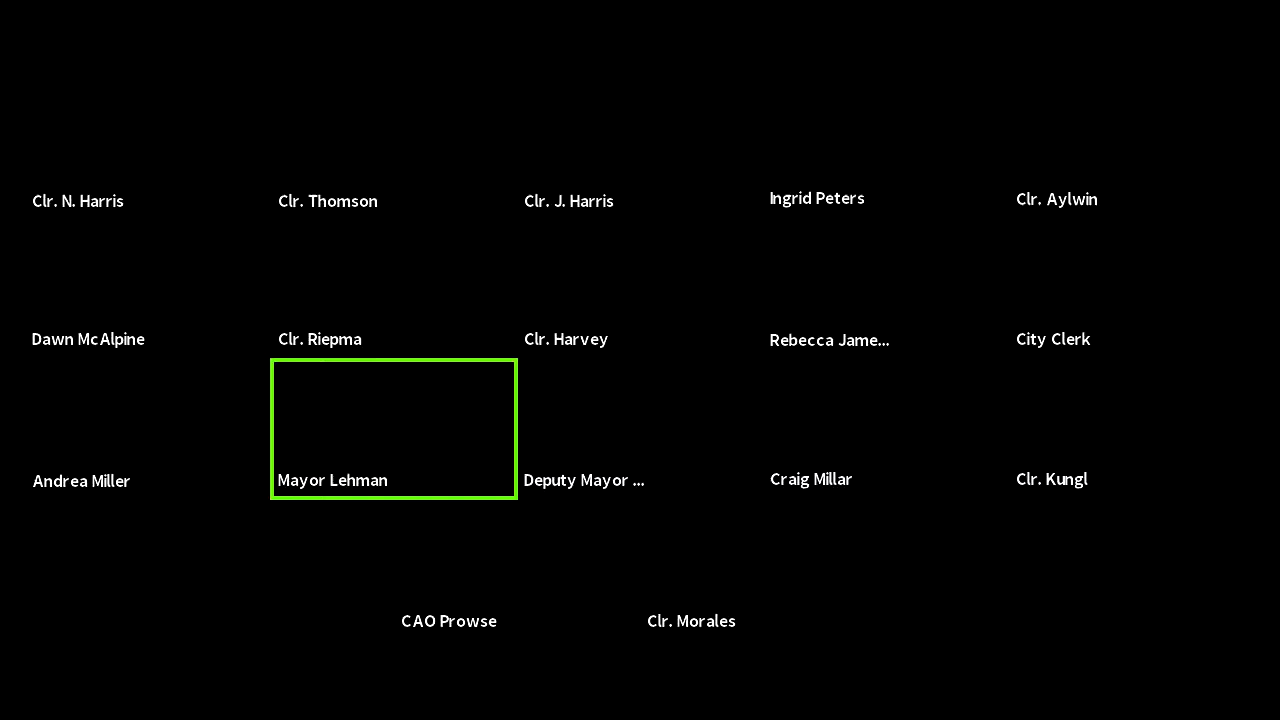 Clr. N. Harris
Clr. Thomson
Clr. J. Harris
Ingrid Peters
Clr. Aylwin
Dawn McAlpine
Clr. Riepma
Clr. Harvey
Rebecca Jame...
City Clerk
Andrea Miller
Mayor Lehman
Deputy Mayor ...
Craig Millar
Clr. Kungl
CAO Prowse
Clr. Morales